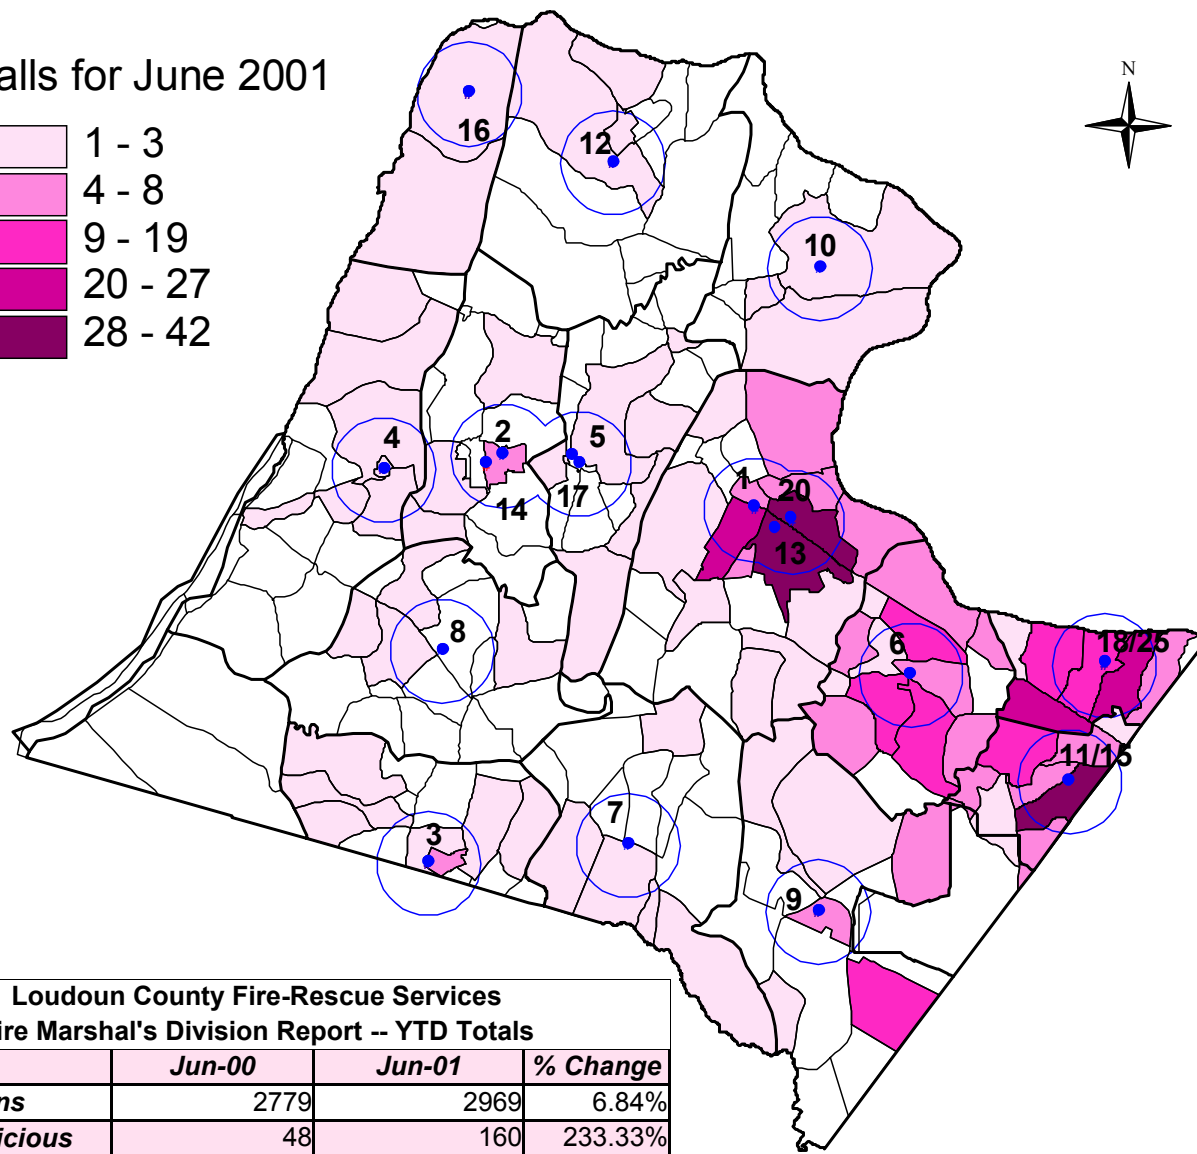 alls for June 2001
N
1 - 3
4 - 8
9 - 19
20 - 27
28 - 42
16
12
10
4
2
5
14
17
1
20
13
8
6
18/25
11/15
7
3
9
Loudoun County Fire-Rescue Services
ire Marshal's Division Report -- YTD Totals
Jun-00 Jun-01 % Change
ns 2779 2969 6.84%
icious 48 160 233.33%